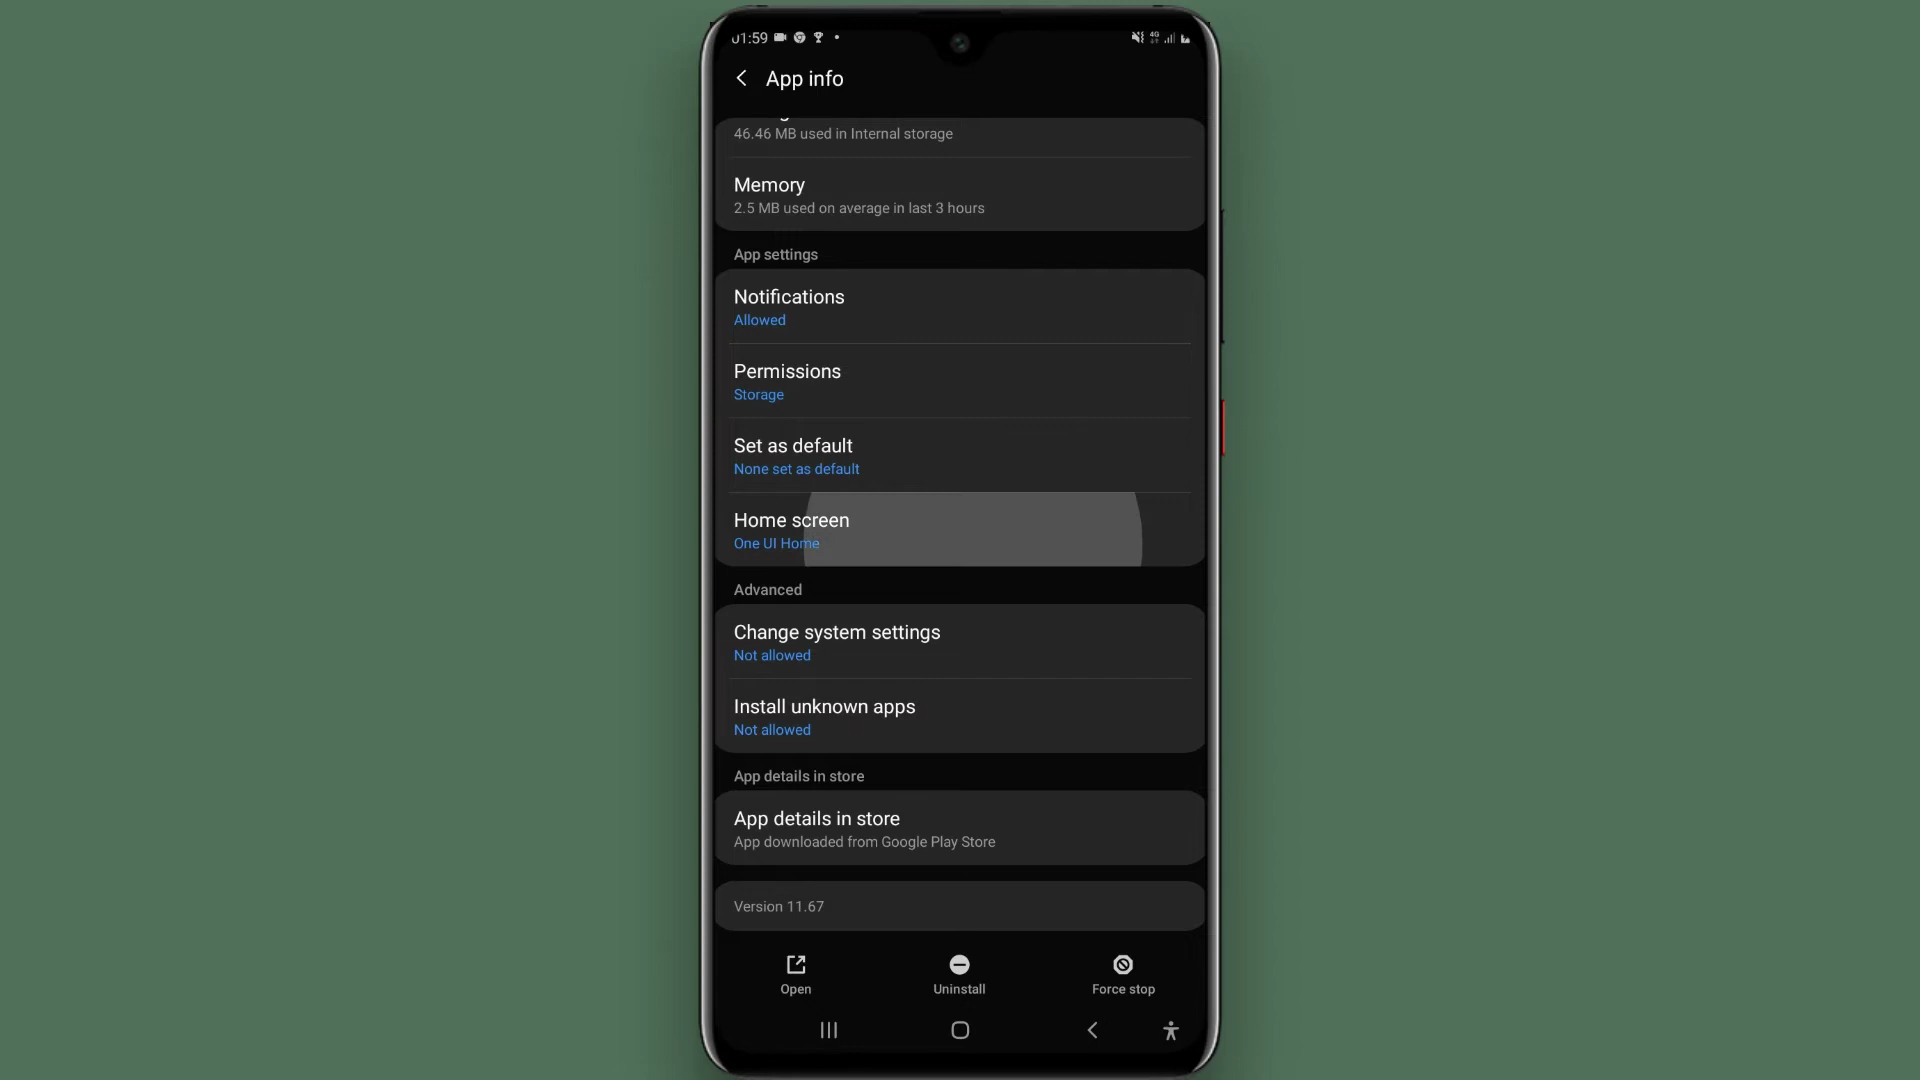 01:59
4G
App info
46.46 MB used in Internal storage
Memory
2.5 MB used on average in last 3 hours
App settings
Notifications
Allowed
Permissions
Storage
Set as default
None set as default
Home screen
One UI Home
Advanced
Change system settings
Not allowed
Install unknown apps
Not allowed
App details in store
App details in store
App downloaded from Google Play Store
Version 11.67
Open
Uninstall
Force stop